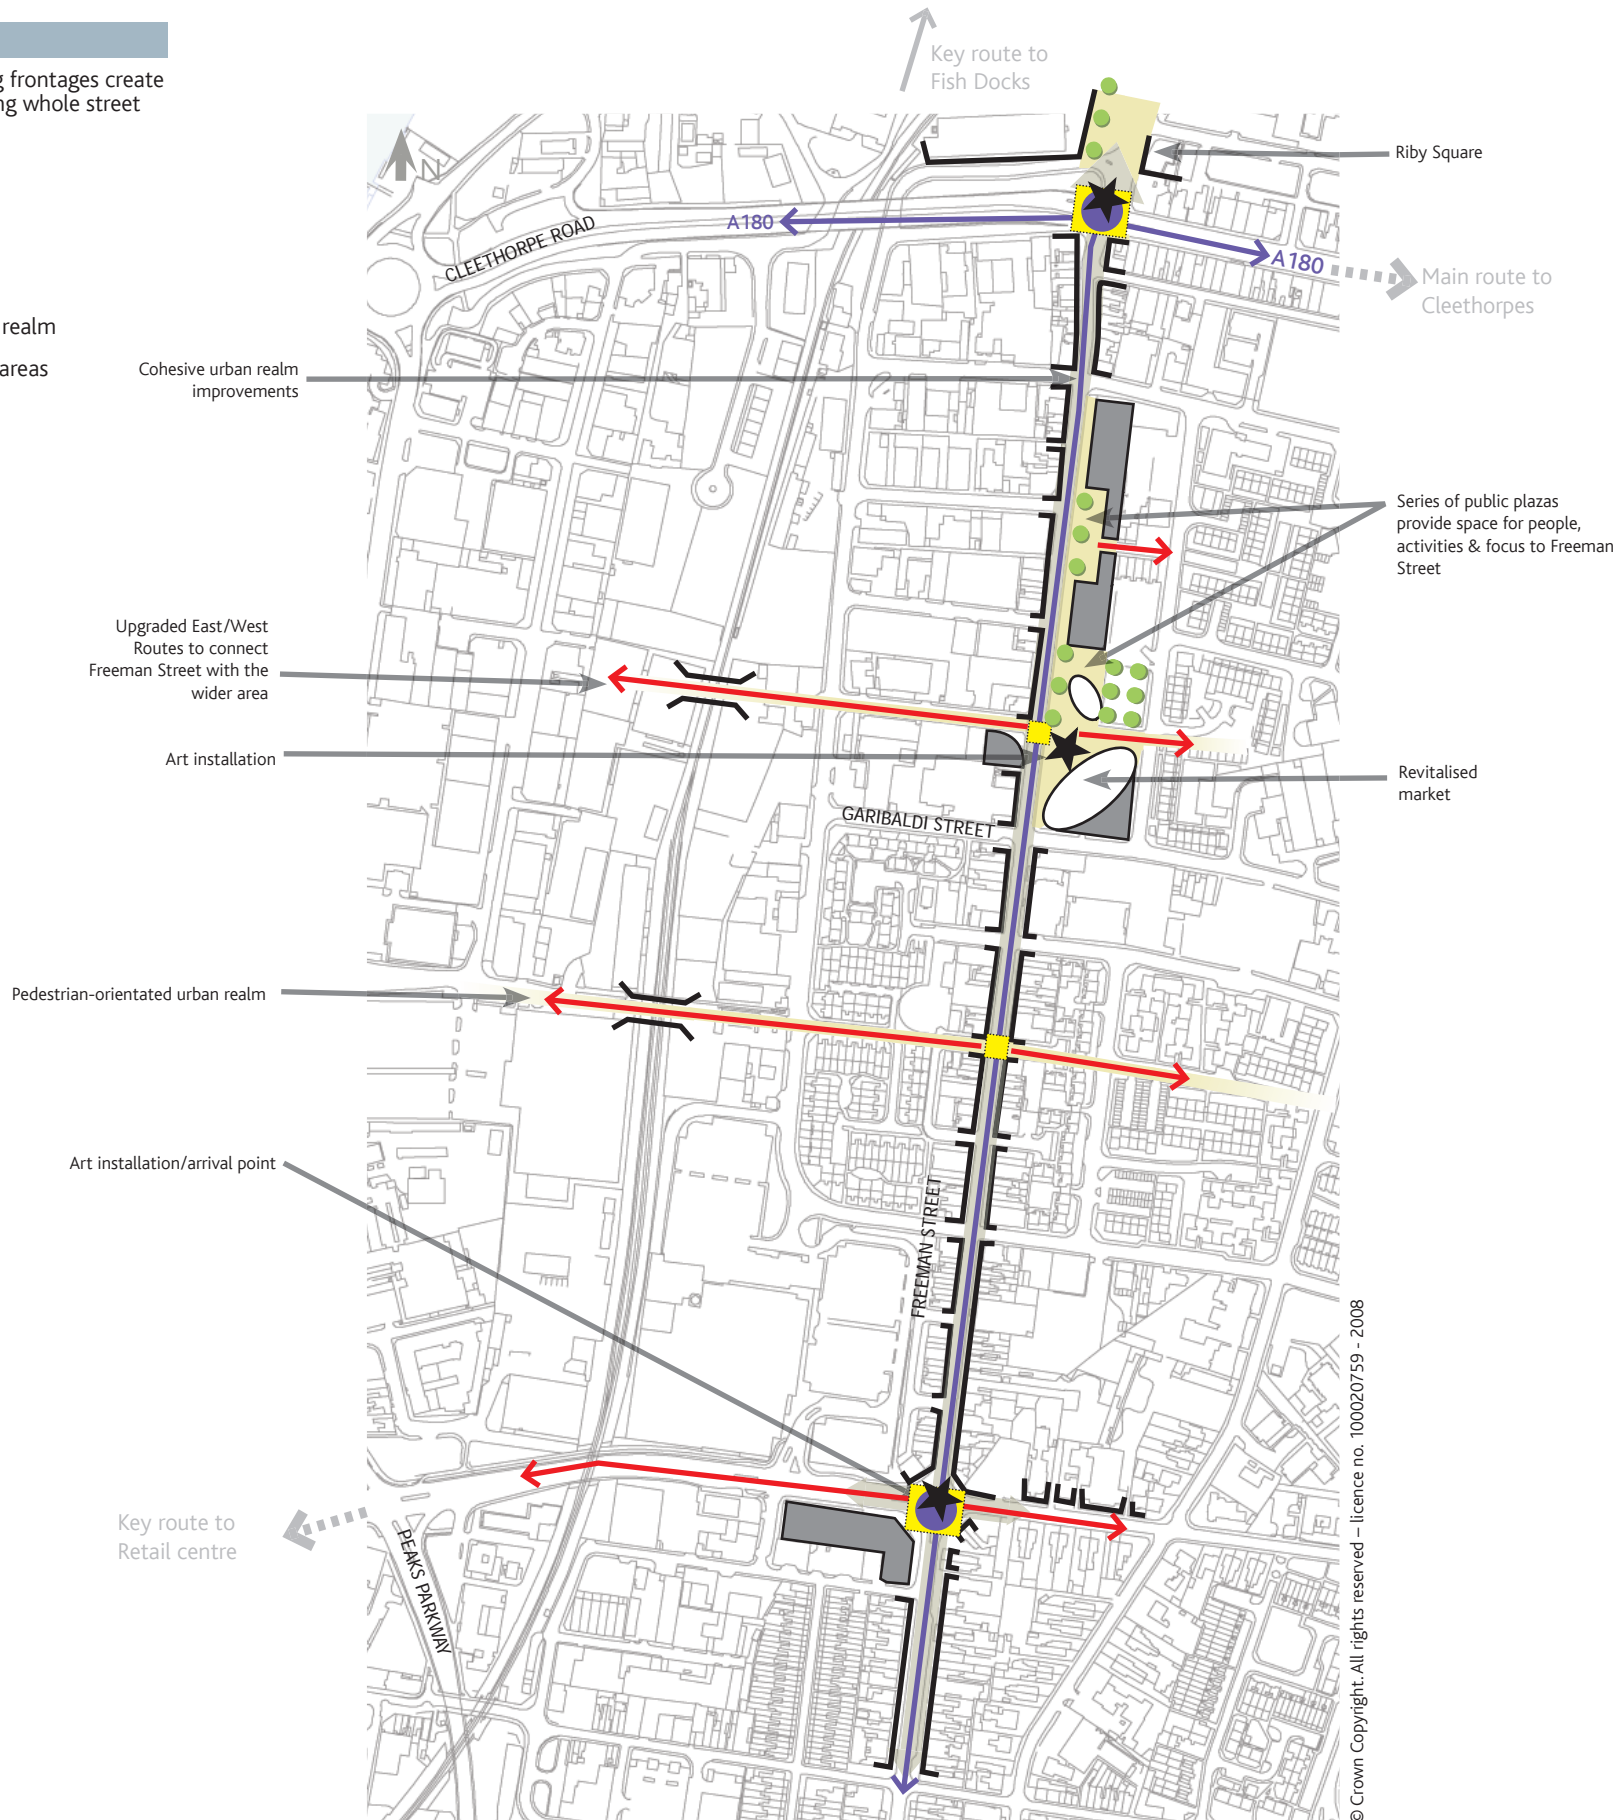 g frontages create
ng whole street
realm
areas
Key route to
Fish Docks
N
Riby Square
A180
CLEETHORPE ROAD
A180
Main route to
Cleethorpes
Cohesive urban realm
improvements
Series of public plazas
provide space for people,
activities & focus to Freeman
Street
Upgraded East/West
Routes to connect
Freeman Street with the
wider area
Art installation
Revitalised
market
GARIBALDI STREET
Pedestrian-orientated urban realm
Art installation/arrival point
FREEMAN STREET
Key route to
Retail centre
PEAKS PARKWAY
© Crown Copyright. All rights reserved – licence no. 100020759 - 2008